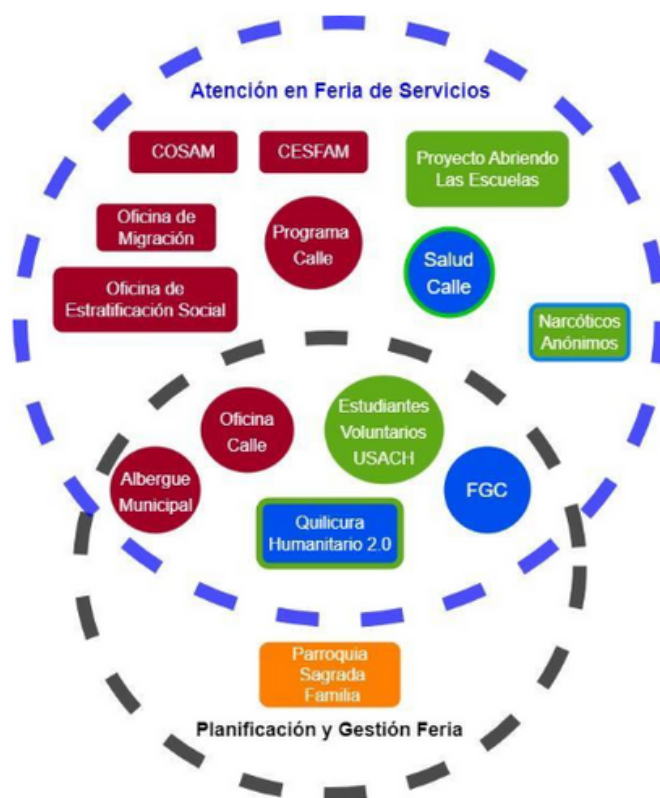 Atención en Feria de Servicios
COSAM
CESFAM
Proyecto Abriendo
Las Escuelas
Oficina de
Migración
Programa
Calle
Salud
Calle
Oficina de
Estratificación Social
Narcóticos
Anónimos
Oficina
Calle
Estudiantes
Voluntarios
USACH
Albergue
Municipal
FGC
Quilicura
Humanitario 2.0
Parroquia
Sagrada
Familia
Planificación y Gestión Feria